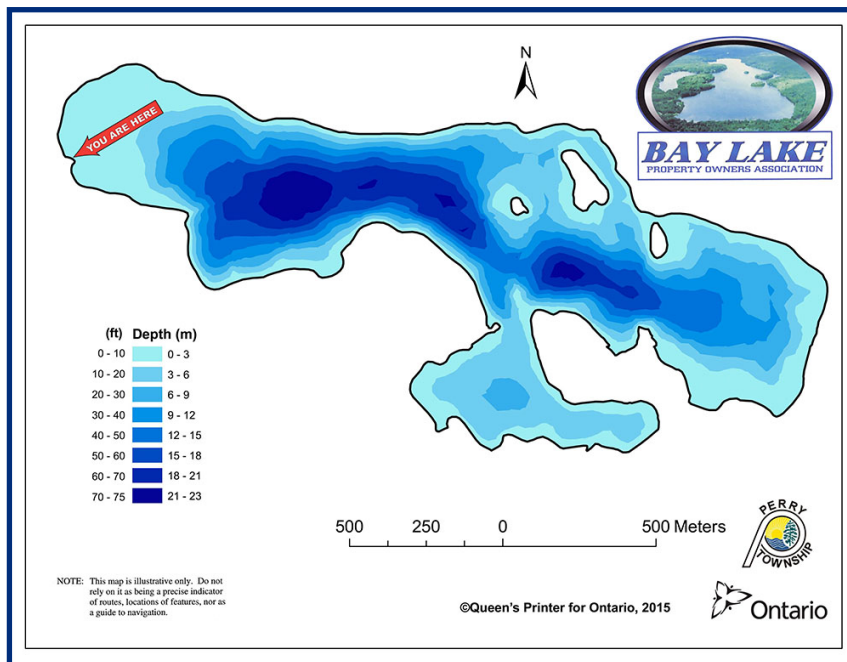 N
BAY LAKE
PROPERTY OWNERS ASSOCIATION
YOU ARE HERE
(ft) Depth (m)
0 - 10 0 - 3
10 - 20 3 - 6
20 - 30 6 - 9
30 - 40 9 - 12
40 - 50 12 - 15
50 - 60 15 - 18
60 - 70 18 - 21
70 - 75 21 - 23
500 250 0 500 Meters
PERRY
TOWNSHIP
NOTE: This map is illustrative only. Do not
rely on it as being a precise indicator
of routes, locations of features, nor as
a guide to navigation.
©Queen's Printer for Ontario, 2015
Ontario